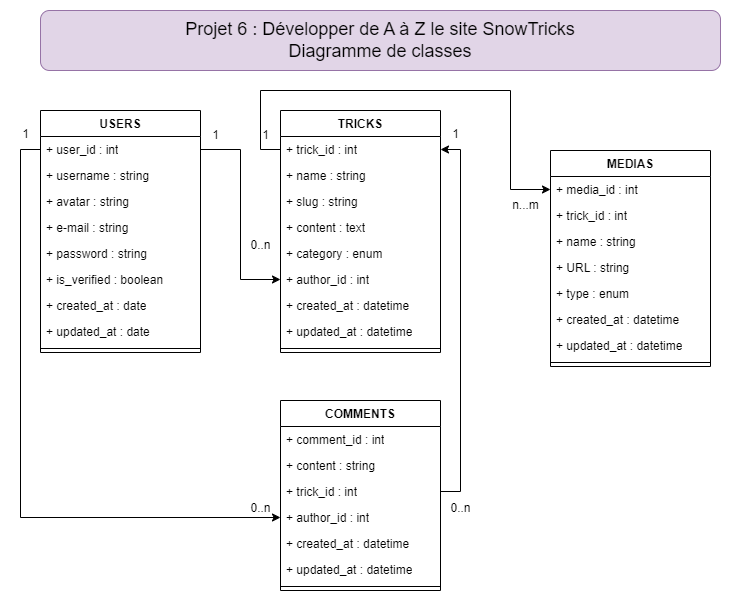 Projet 6 : Développer de A à Z le site SnowTricks
Diagramme de classes
USERS
+ user_id : int
+ username : string
+ avatar : string
+ e-mail : string
+ password : string
+ is_verified : boolean
+ created_at : date
+ updated_at : date
1
1
0..n
TRICKS
+ trick_id : int
+ name : string
+ slug : string
+ content : text
+ category : enum
+ author_id : int
+ created_at : datetime
+ updated_at : datetime
1
1
n...m
MEDIAS
+ media_id : int
+ trick_id : int
+ name : string
+ URL : string
+ type : enum
+ created_at : datetime
+ updated_at : datetime
COMMENTS
+ comment_id : int
+ content : string
+ trick_id : int
+ author_id : int
+ created_at : datetime
+ updated_at : datetime
0..n
0..n